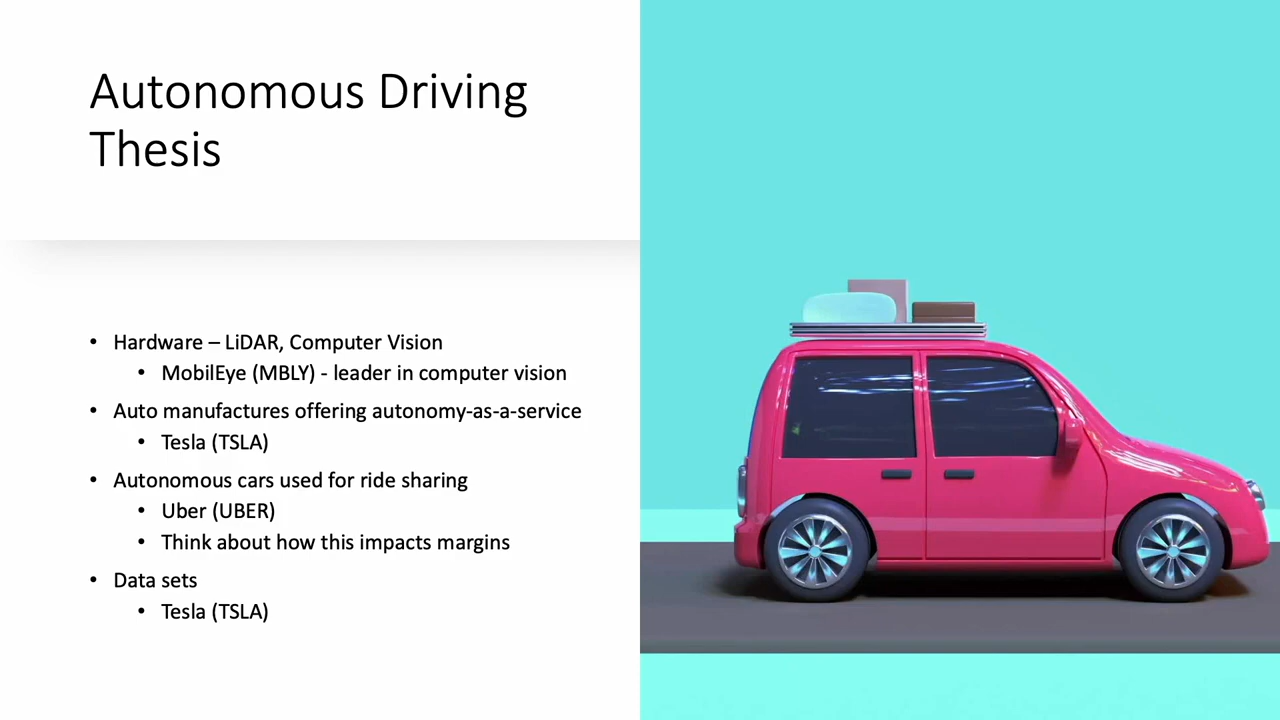 Autonomous Driving
Thesis
• Hardware – LiDAR, Computer Vision
• MobilEye (MBLY) - leader in computer vision
• Auto manufactures offering autonomy-as-a-service
• Tesla (TSLA)
• Autonomous cars used for ride sharing
• Uber (UBER)
• Think about how this impacts margins
• Data sets
• Tesla (TSLA)